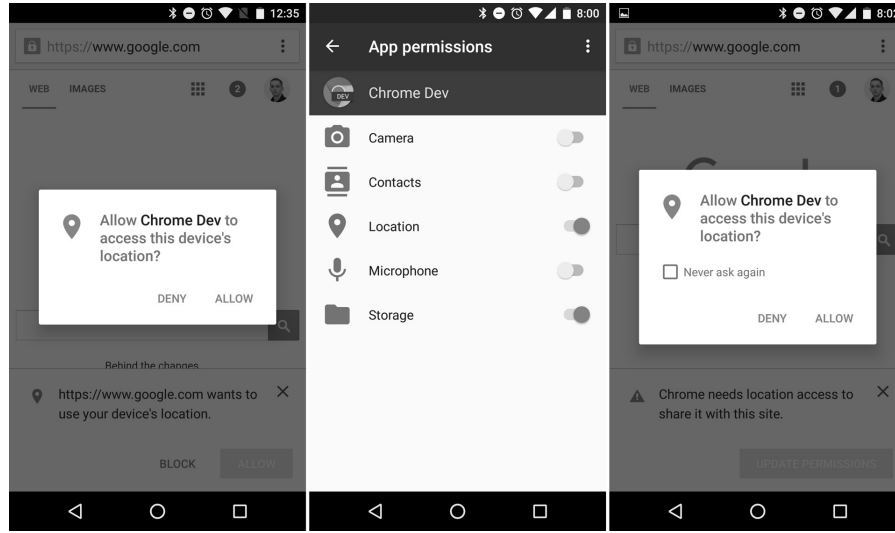 12:35
https://www.google.com
WEB IMAGES 2
Allow Chrome Dev to
access this device's
location?
DENY ALLOW
Behind the changes
https://www.google.com wants to
use your device's location.
BLOCK ALLOW
8:00
App permissions
DEV Chrome Dev
Camera
Contacts
Location
Microphone
Storage
8:02
https://www.google.com
WEB IMAGES 1
Allow Chrome Dev to
access this device's
location?
Never ask again
DENY ALLOW
Chrome needs location access to
share it with this site.
UPDATE PERMISSIONS